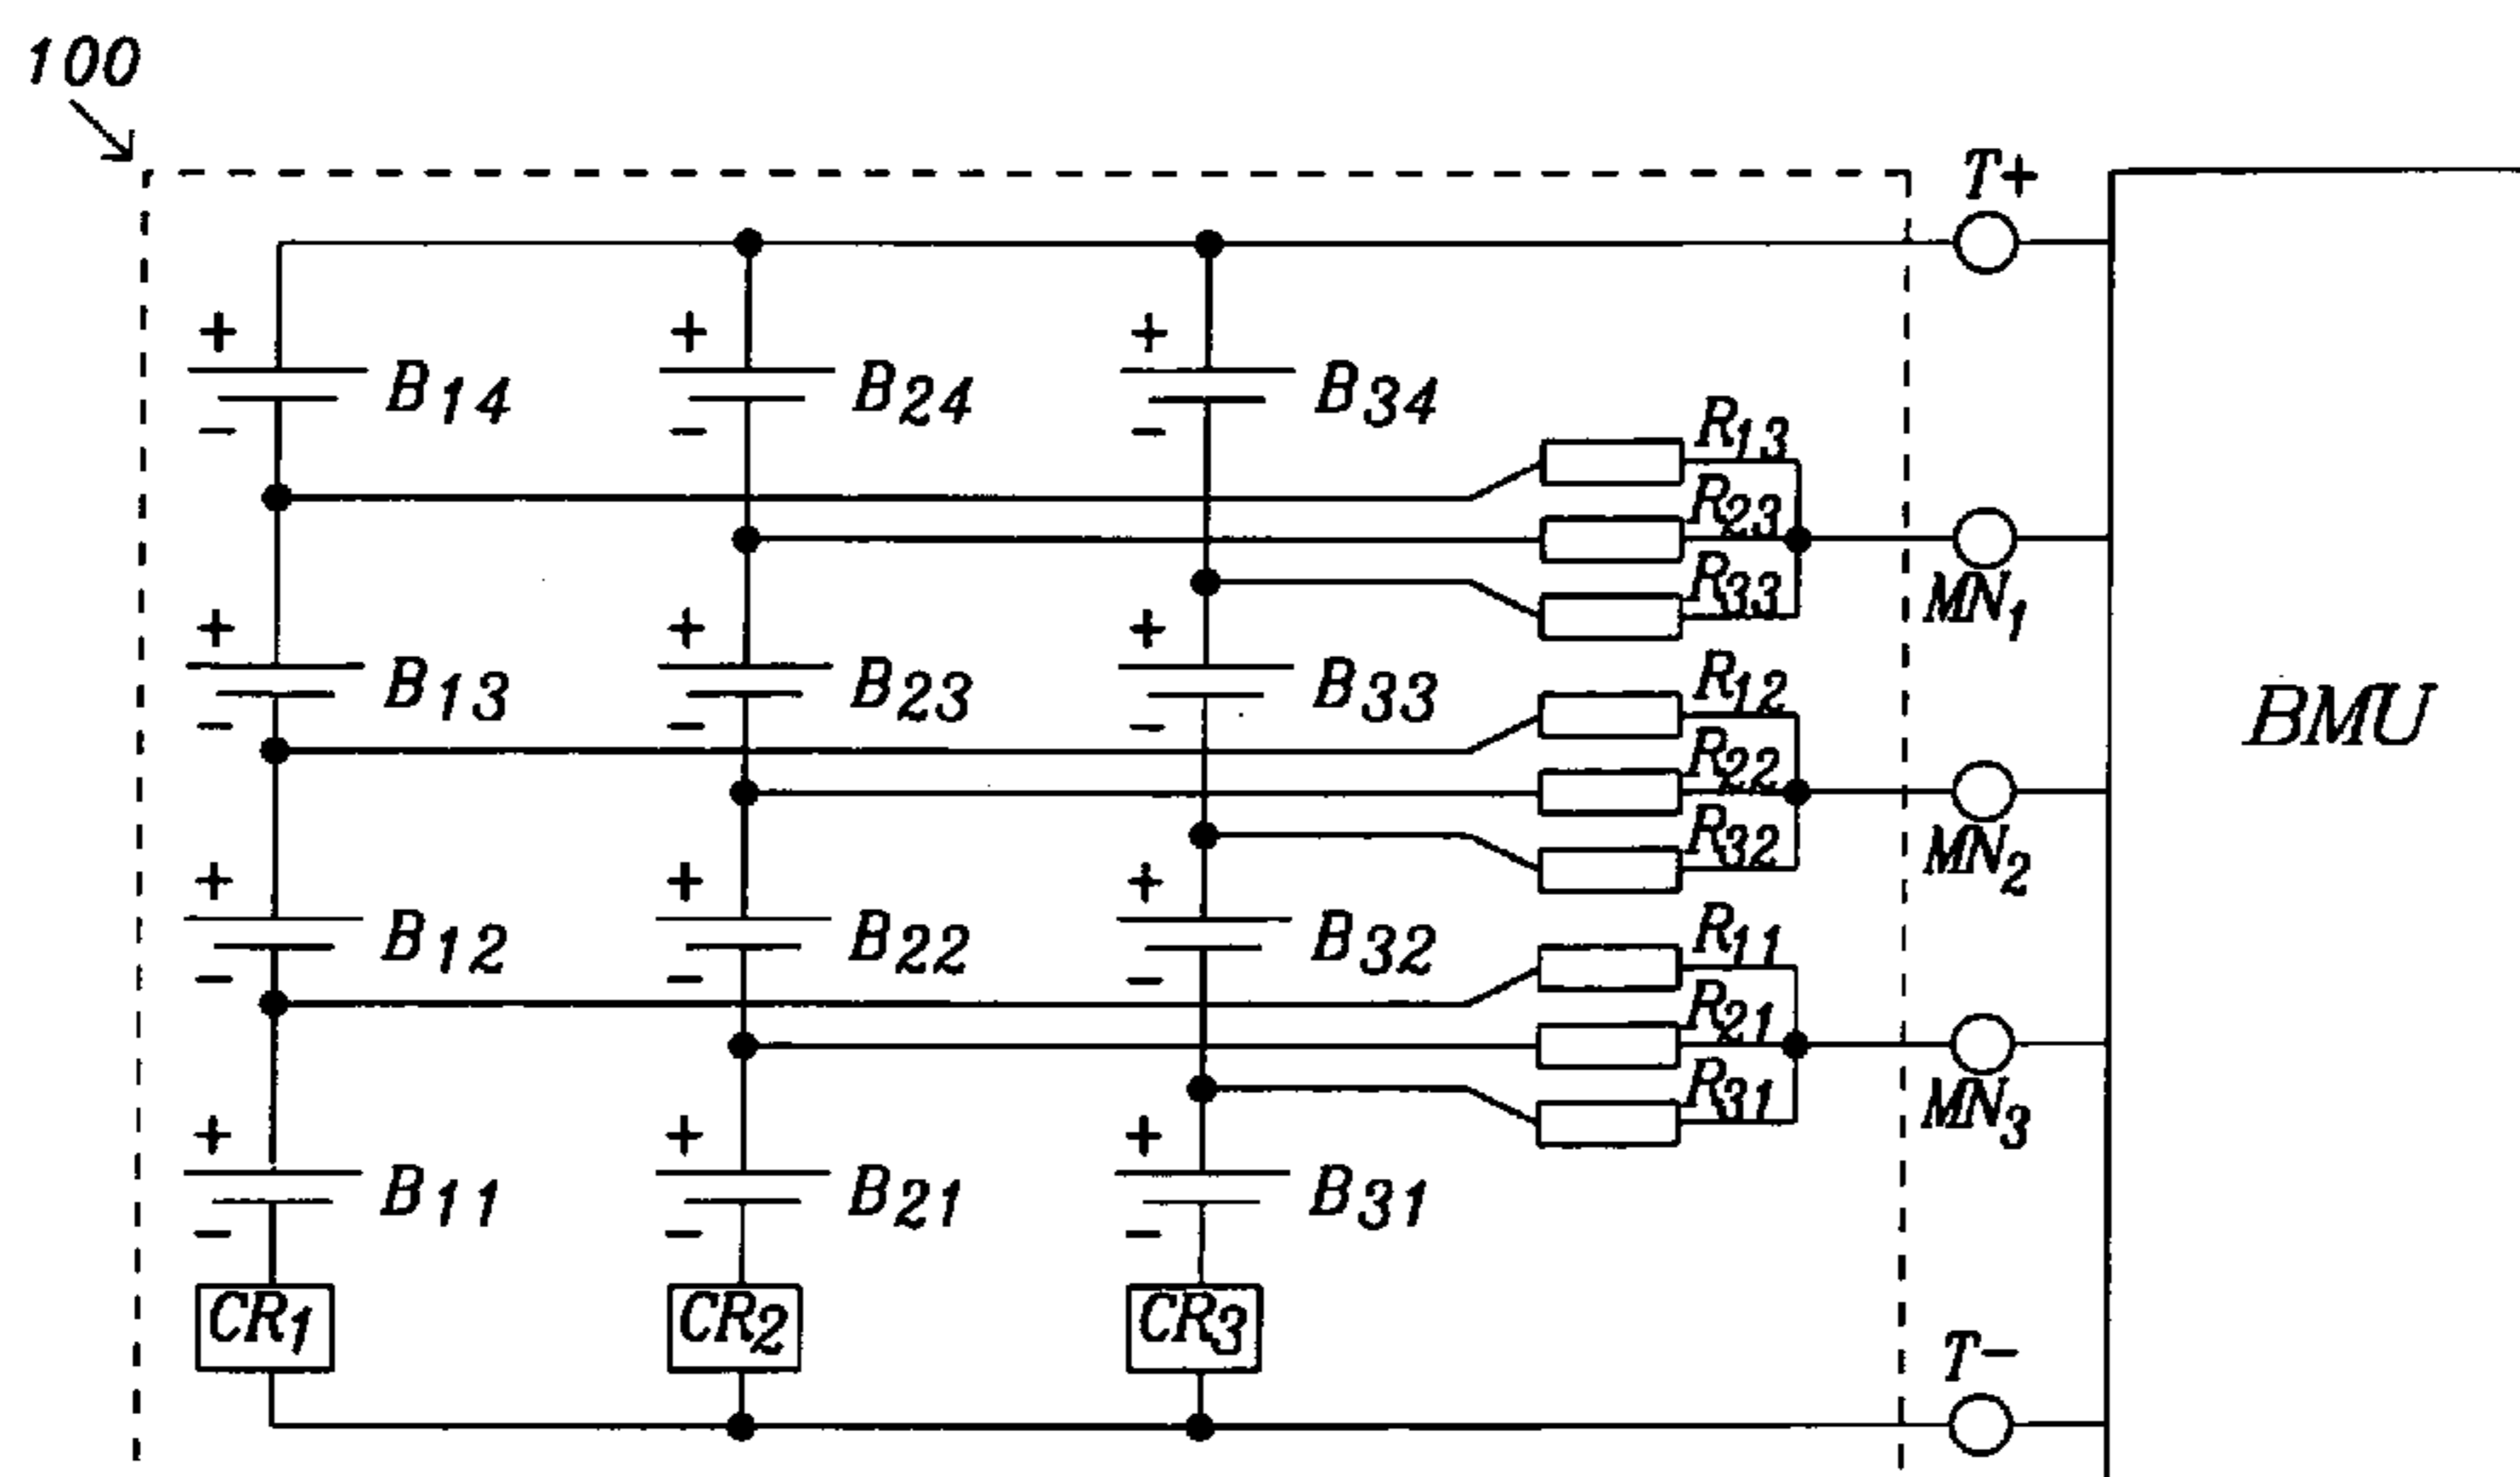 100
T+
+ + +
B14 B24 B34
- - -
R13
R23
R33
MN1
+ + +
B13 B23 B33
- - -
R12
R22
R32
MN2
BMU
+ + +
B12 B22 B32
- - -
R11
R21
R31
MN3
+ + +
B11 B21 B31
- - -
CR1 CR2 CR3
T-